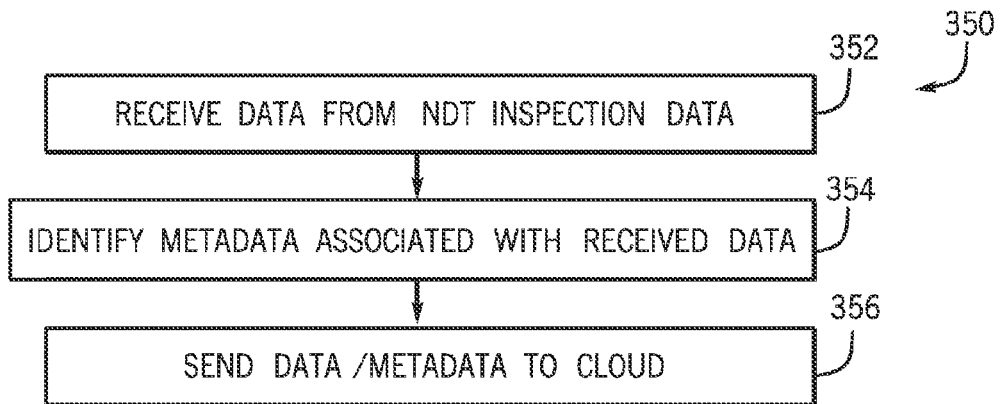 350
352
RECEIVE DATA FROM NDT INSPECTION DATA
354
IDENTIFY METADATA ASSOCIATED WITH RECEIVED DATA
356
SEND DATA /METADATA TO CLOUD